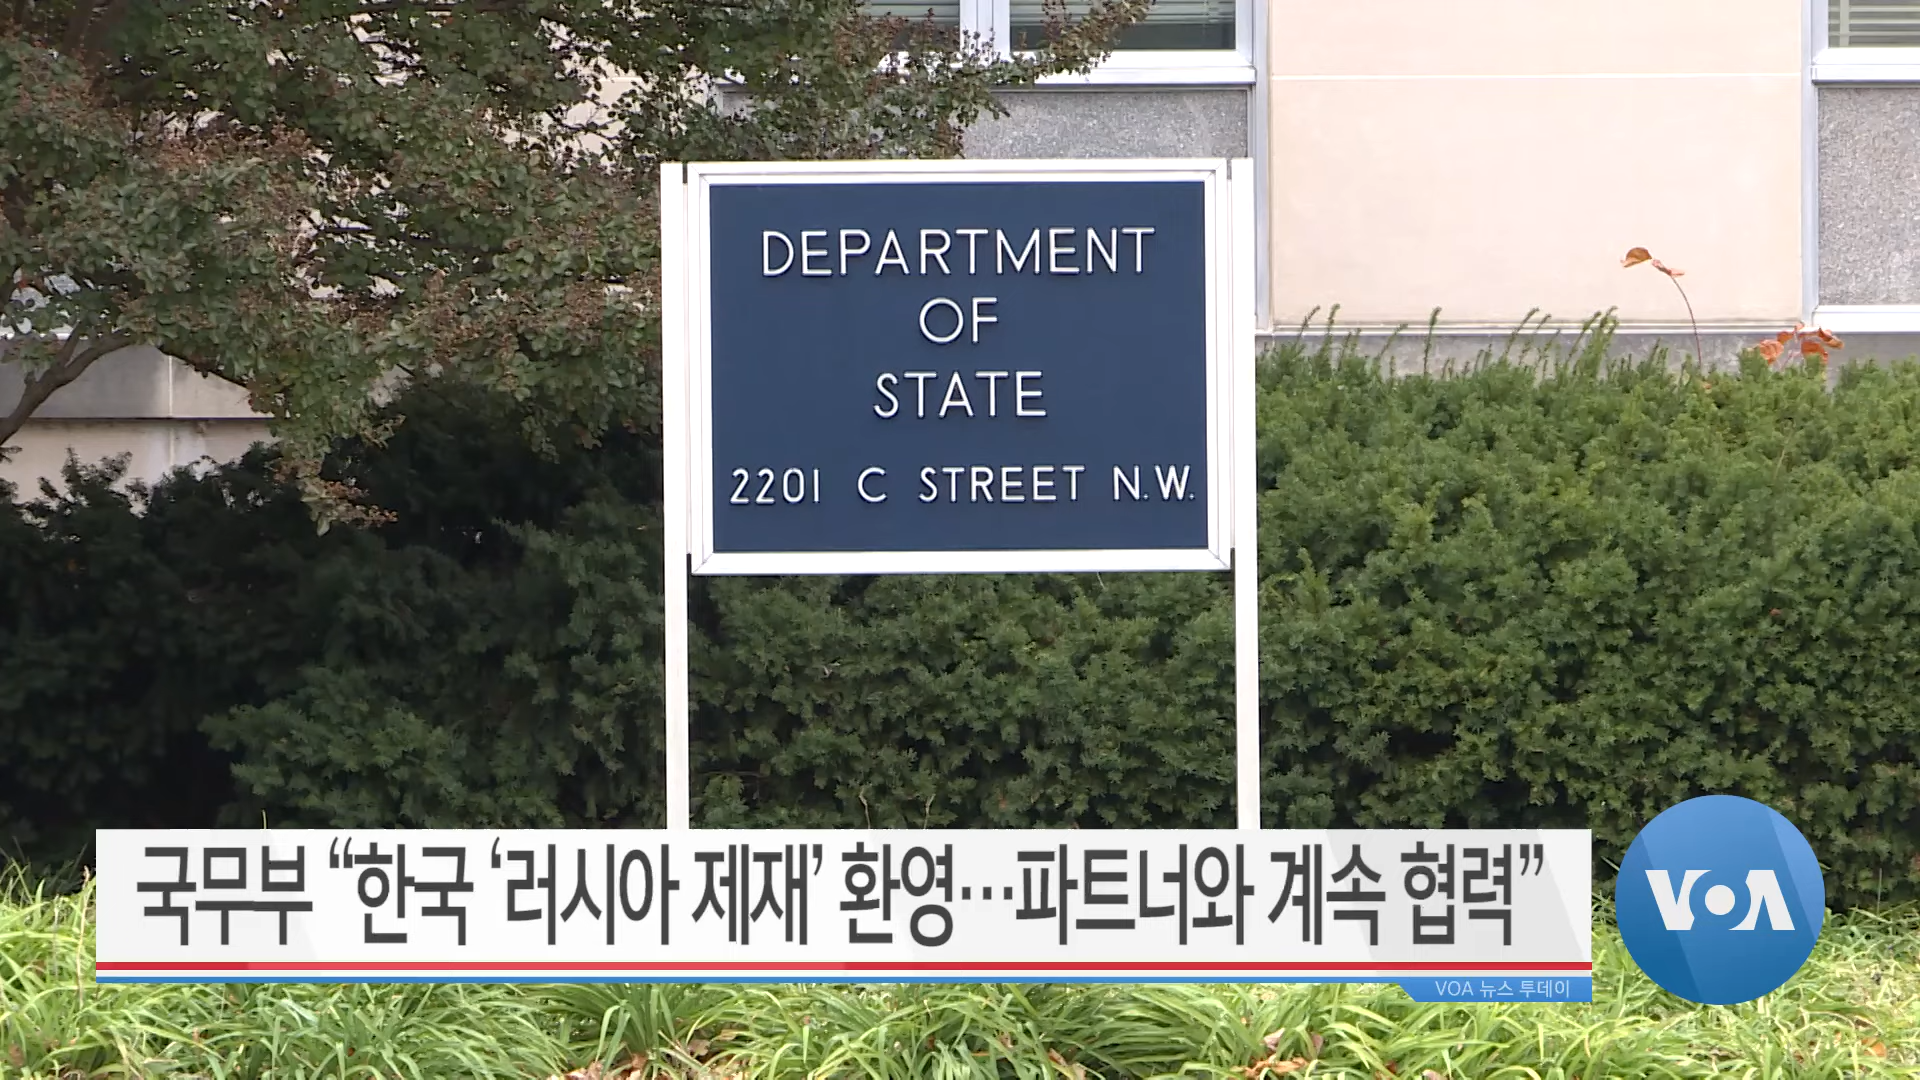 DEPARTMENT
OF
STATE
2201 C STREET N.W.
국무부 “한국 ‘러시아 제재’ 환영…파트너와 계속 협력”
VOA
VOA 뉴스 투데이